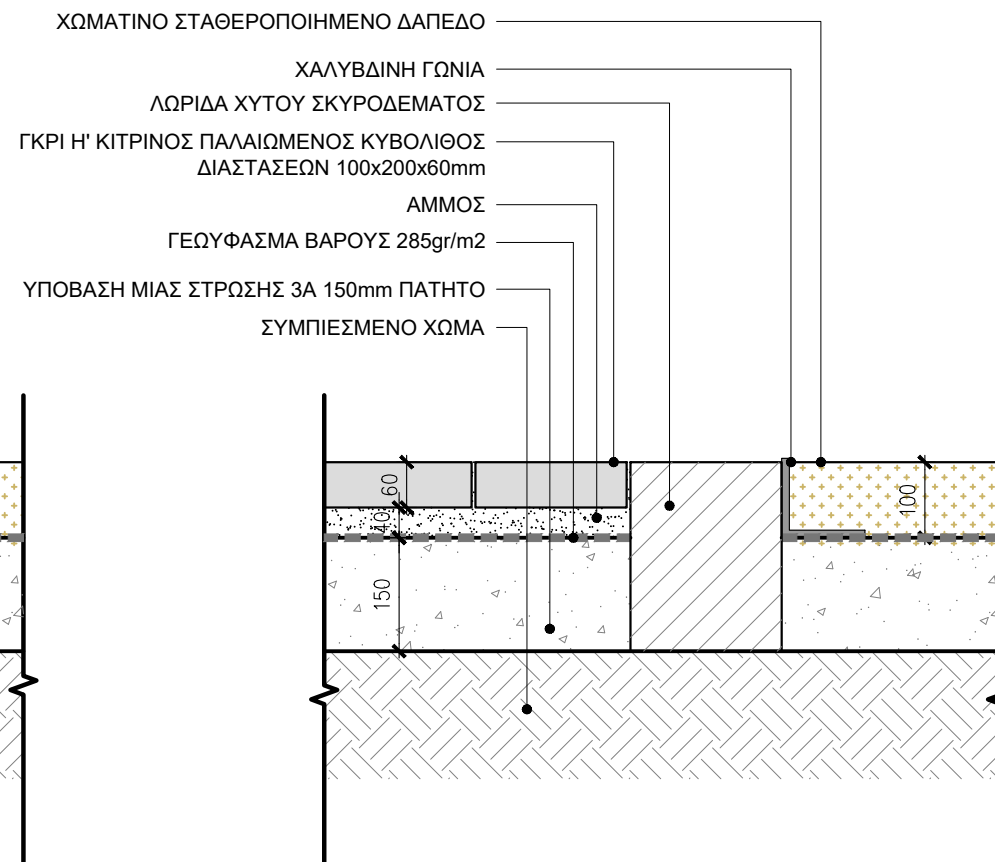 ΧΩΜΑΤΙΝΟ ΣΤΑΘΕΡΟΠΟΙΗΜΕΝΟ ΔΑΠΕΔΟ
ΧΑΛΥΒΔΙΝΗ ΓΩΝΙΑ
ΛΩΡΙΔΑ ΧΥΤΟΥ ΣΚΥΡΟΔΕΜΑΤΟΣ
ΓΚΡΙ Η' ΚΙΤΡΙΝΟΣ ΠΑΛΑΙΩΜΕΝΟΣ ΚΥΒΟΛΙΘΟΣ
ΔΙΑΣΤΑΣΕΩΝ 100x200x60mm
ΑΜΜΟΣ
ΓΕΩΥΦΑΣΜΑ ΒΑΡΟΥΣ 285gr/m2
ΥΠΟΒΑΣΗ ΜΙΑΣ ΣΤΡΩΣΗΣ 3Α 150mm ΠΑΤΗΤΟ
ΣΥΜΠΙΕΣΜΕΝΟ ΧΩΜΑ
60
40
150
100